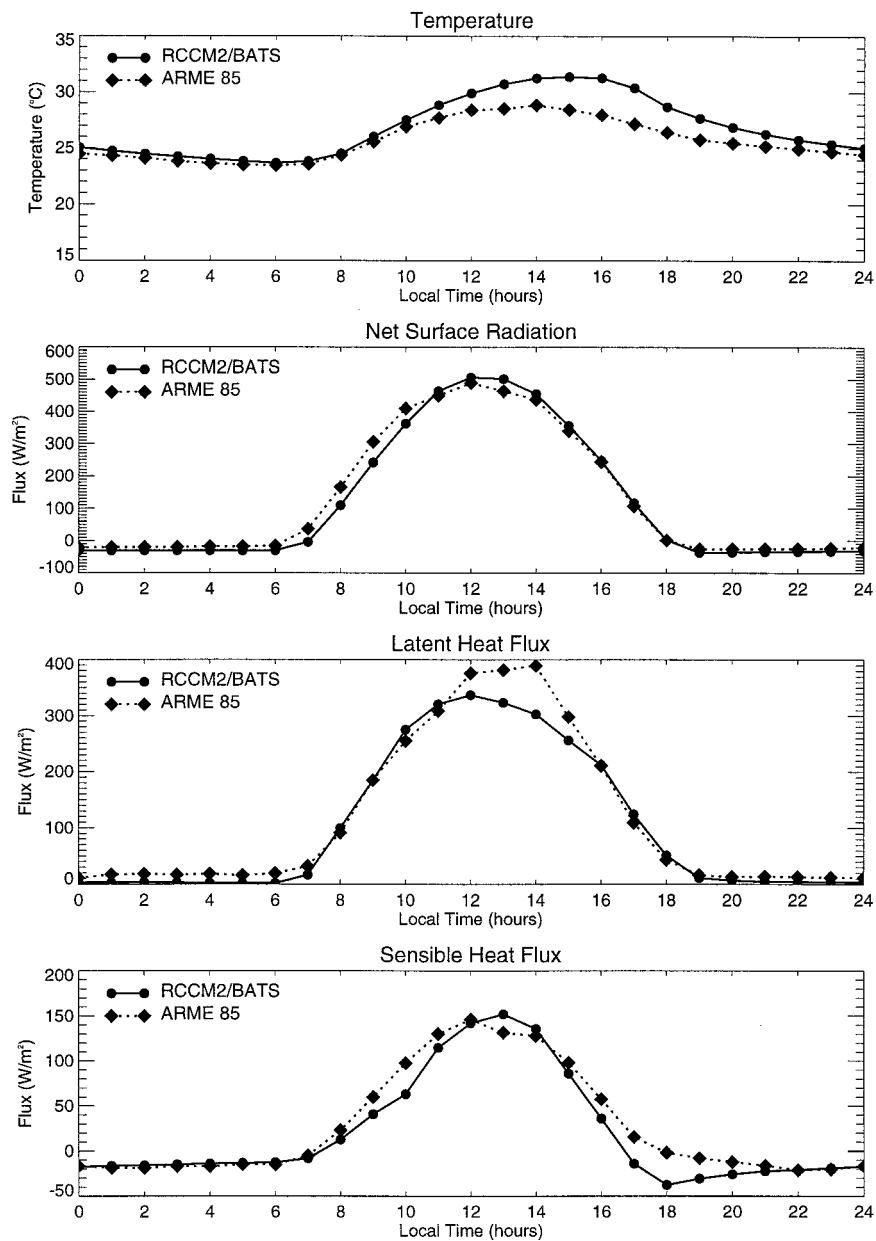 Temperature
35
30
25
20
15
Temperature (°C)
RCCM2/BATS
ARME 85
0 2 4 6 8 10 12 14 16 18 20 22 24
Local Time (hours)
Net Surface Radiation
600
500
400
300
200
100
0
-100
Flux (W/m²)
RCCM2/BATS
ARME 85
0 2 4 6 8 10 12 14 16 18 20 22 24
Local Time (hours)
Latent Heat Flux
400
300
200
100
0
Flux (W/m²)
RCCM2/BATS
ARME 85
0 2 4 6 8 10 12 14 16 18 20 22 24
Local Time (hours)
Sensible Heat Flux
200
150
100
50
0
-50
Flux (W/m²)
RCCM2/BATS
ARME 85
0 2 4 6 8 10 12 14 16 18 20 22 24
Local Time (hours)